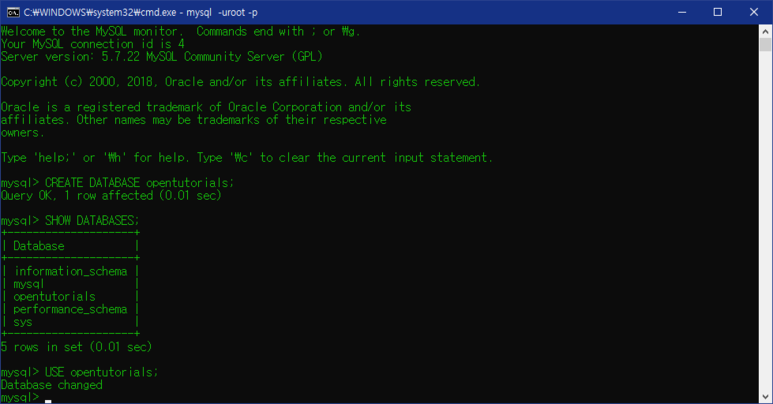 C:₩WINDOWS₩system32₩cmd.exe - mysql  -uroot -p
Welcome to the MySQL monitor.  Commands end with ; or ₩g.
Your MySQL connection id is 4
Server version: 5.7.22 MySQL Community Server (GPL)
Copyright (c) 2000, 2018, Oracle and/or its affiliates. All rights reserved.
Oracle is a registered trademark of Oracle Corporation and/or its
affiliates. Other names may be trademarks of their respective
owners.
Type 'help;' or '₩h' for help. Type '₩c' to clear the current input statement.
mysql> CREATE DATABASE opentutorials;
Query OK, 1 row affected (0.01 sec)
mysql> SHOW DATABASES;
+--------------------+
| Database           |
+--------------------+
| information_schema |
| mysql              |
| opentutorials      |
| performance_schema |
| sys                |
+--------------------+
5 rows in set (0.01 sec)
mysql> USE opentutorials;
Database changed
mysql>